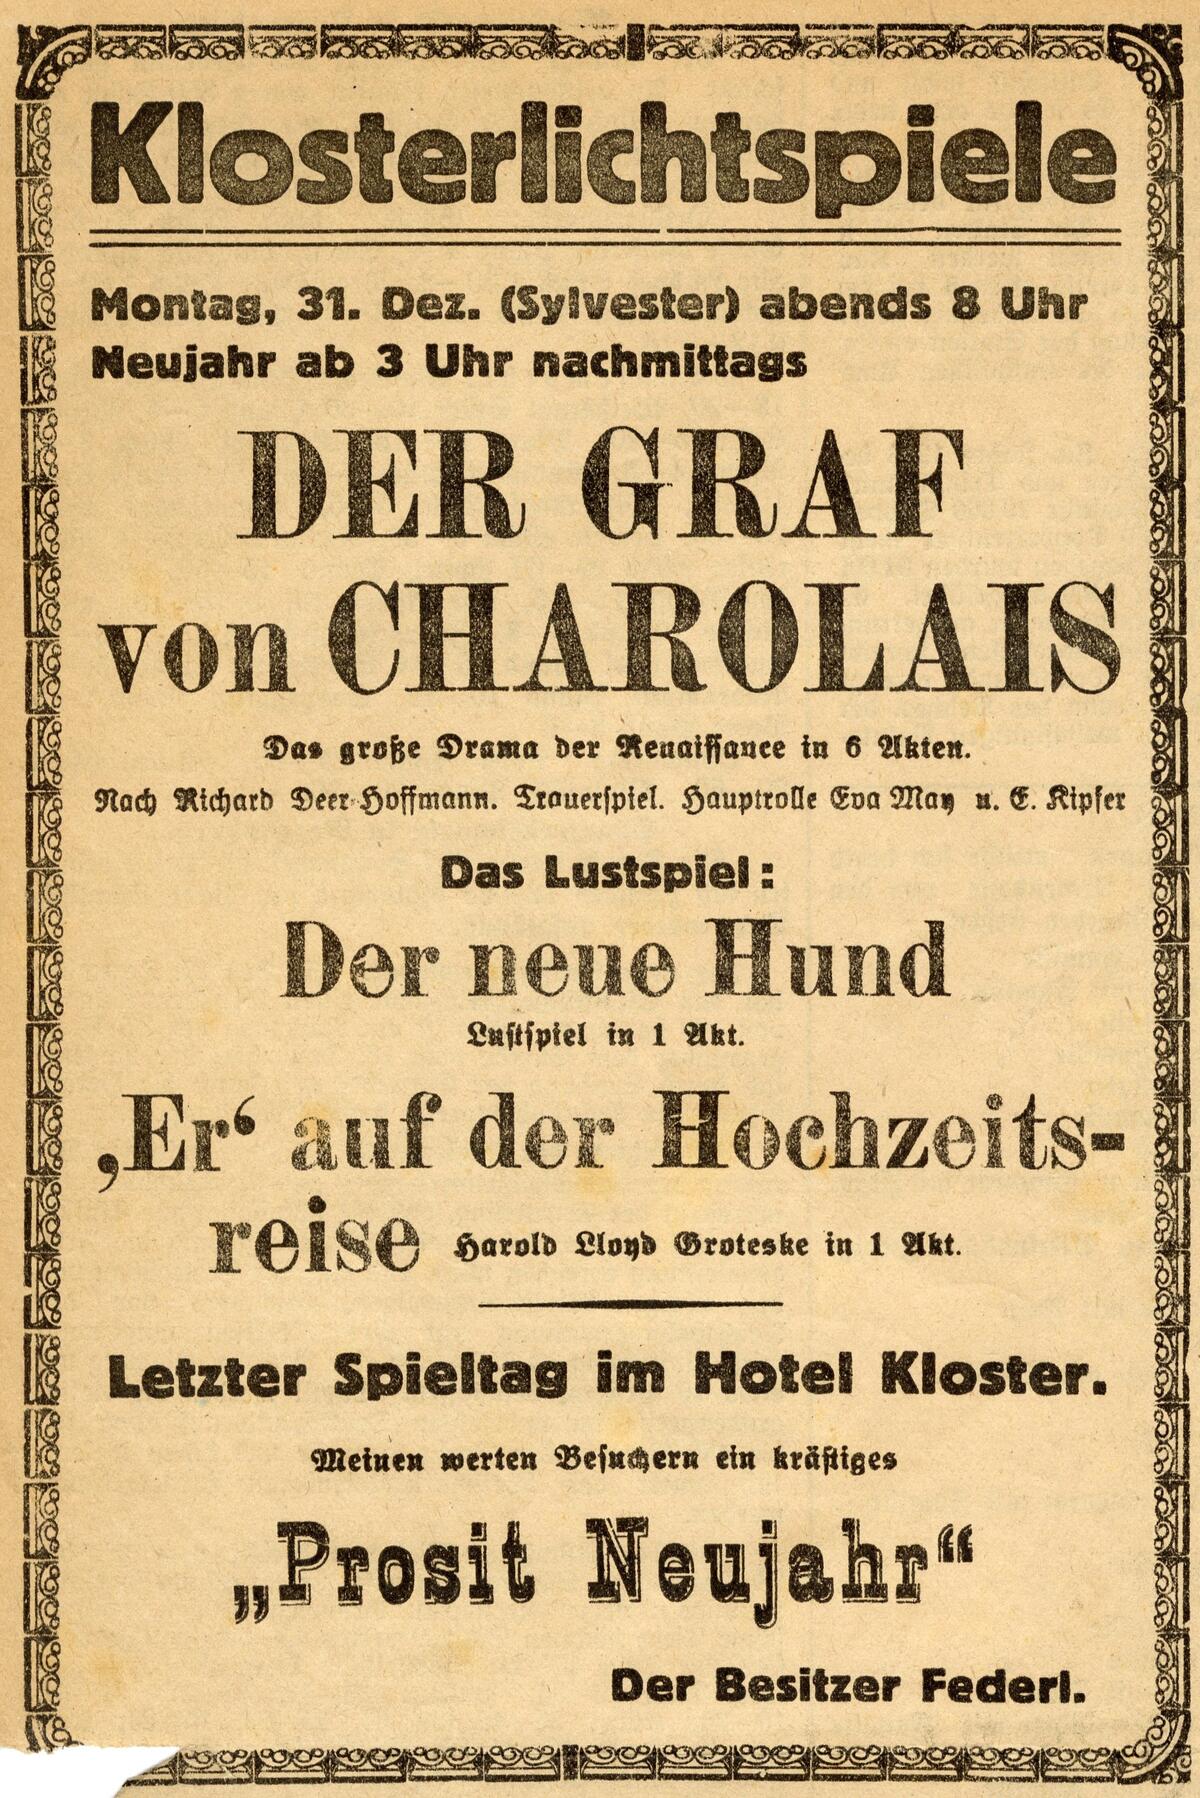 Klosterlichtspiele
Montag, 31. Dez. (Sylvester) abends 8 Uhr
Neujahr ab 3 Uhr nachmittags
DER GRAF
von CHAROLAIS
Das große Drama der Renaissance in 6 Akten.
Nach Richard Deer-Hoffmann. Trauerspiel. Hauptrolle Eva May u. E. Kipfer
Das Lustspiel:
Der neue Hund
Lustspiel in 1 Akt.
‚Er‘ auf der Hochzeits-
reise Harold Lloyd Groteske in 1 Akt.
Letzter Spieltag im Hotel Kloster.
Meinen werten Besuchern ein kräftiges
„Prosit Neujahr“
Der Besitzer Federl.